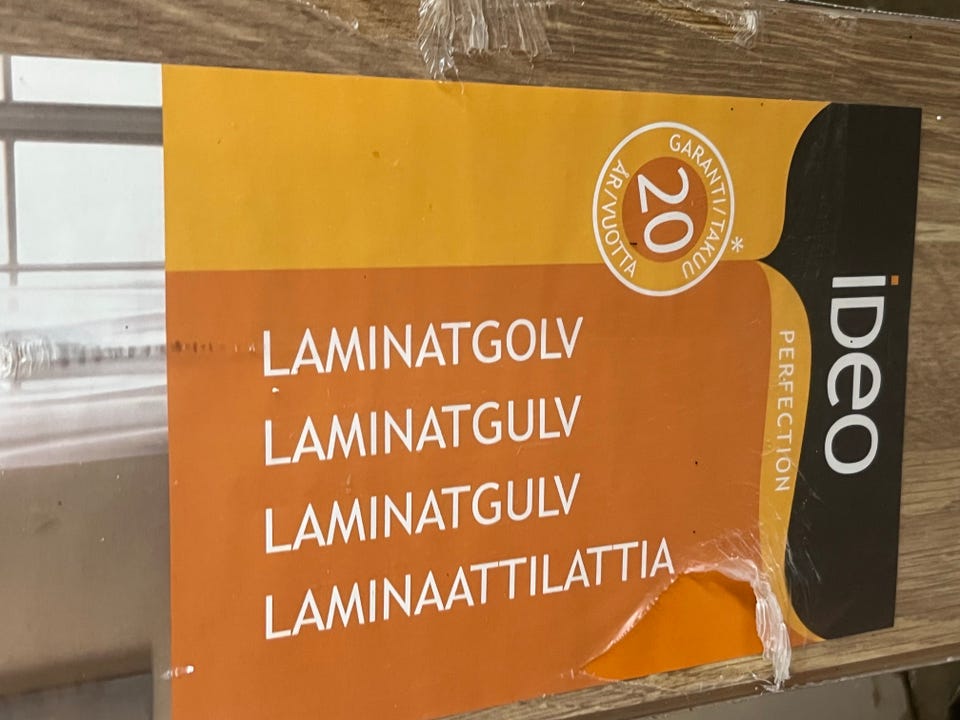 iDeo
PERFECTION
GARANTI/TAKUU
20
ÅR/VUOTTA
*
LAMINATGOLV
LAMINATGULV
LAMINATGULV
LAMINAATTILATTIA